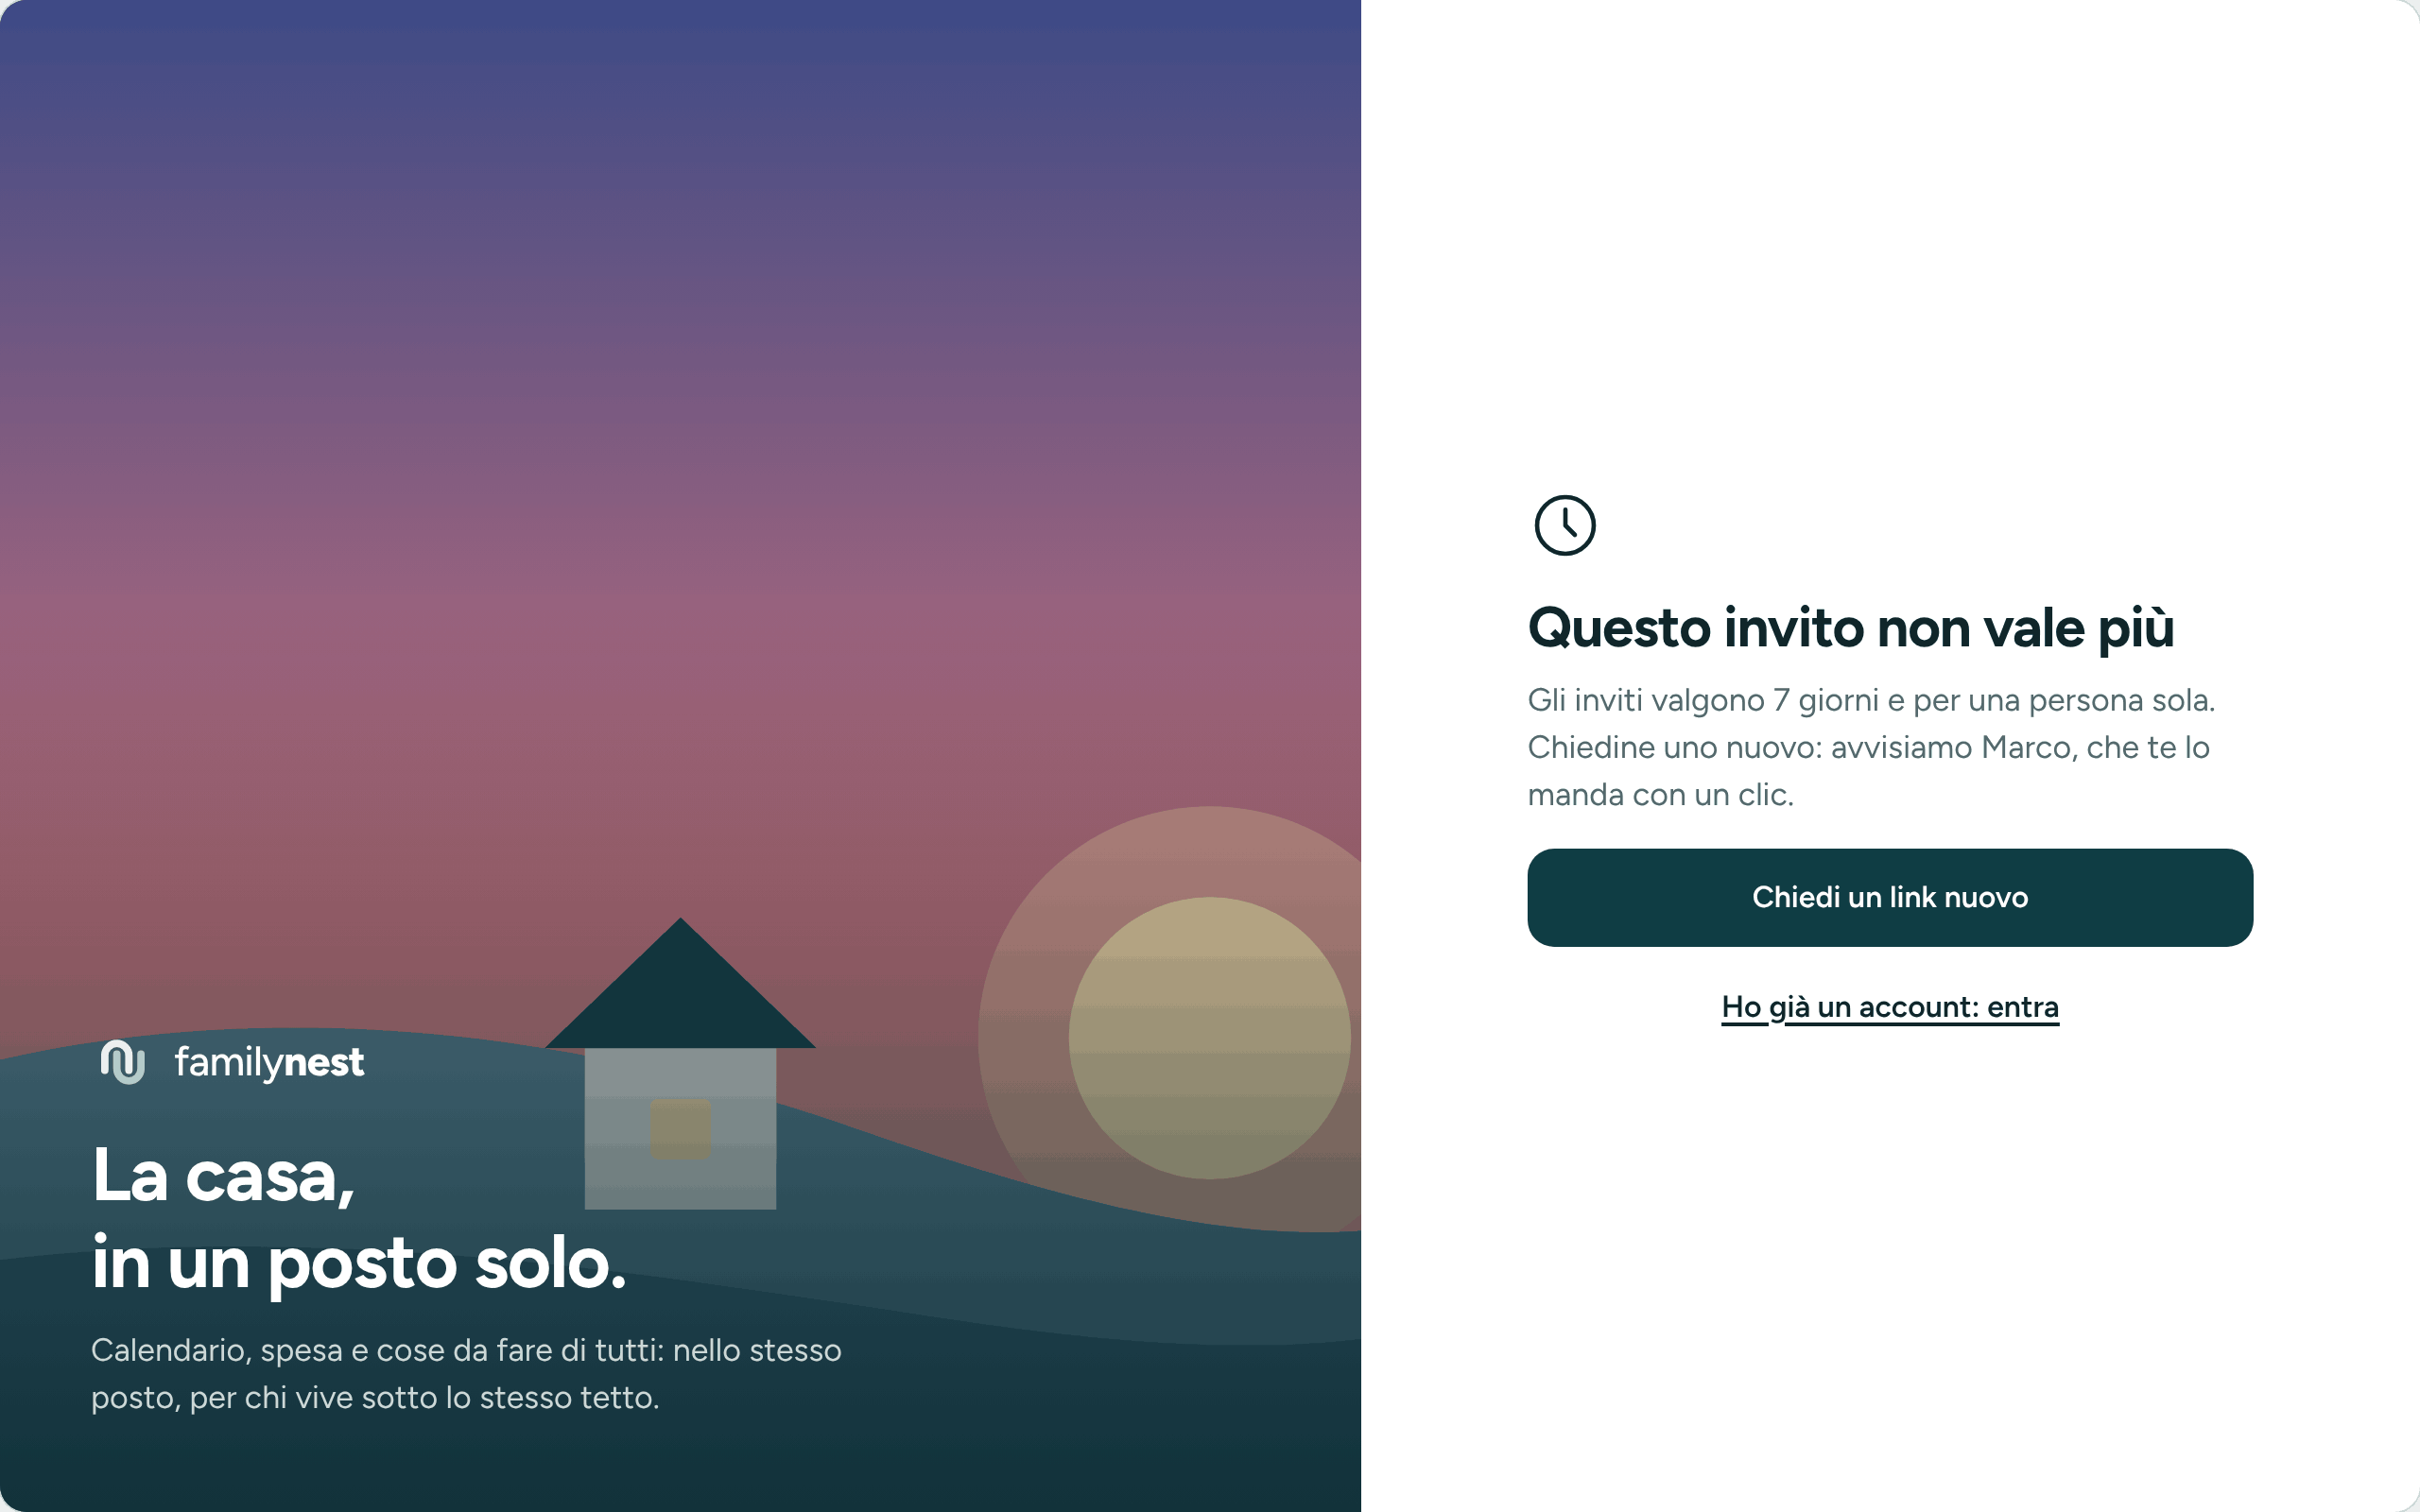 familynest
La casa,
in un posto solo.
Calendario, spesa e cose da fare di tutti: nello stesso
posto, per chi vive sotto lo stesso tetto.
Questo invito non vale più
Gli inviti valgono 7 giorni e per una persona sola.
Chiedine uno nuovo: avvisiamo Marco, che te lo
manda con un clic.
Chiedi un link nuovo
Ho già un account: entra